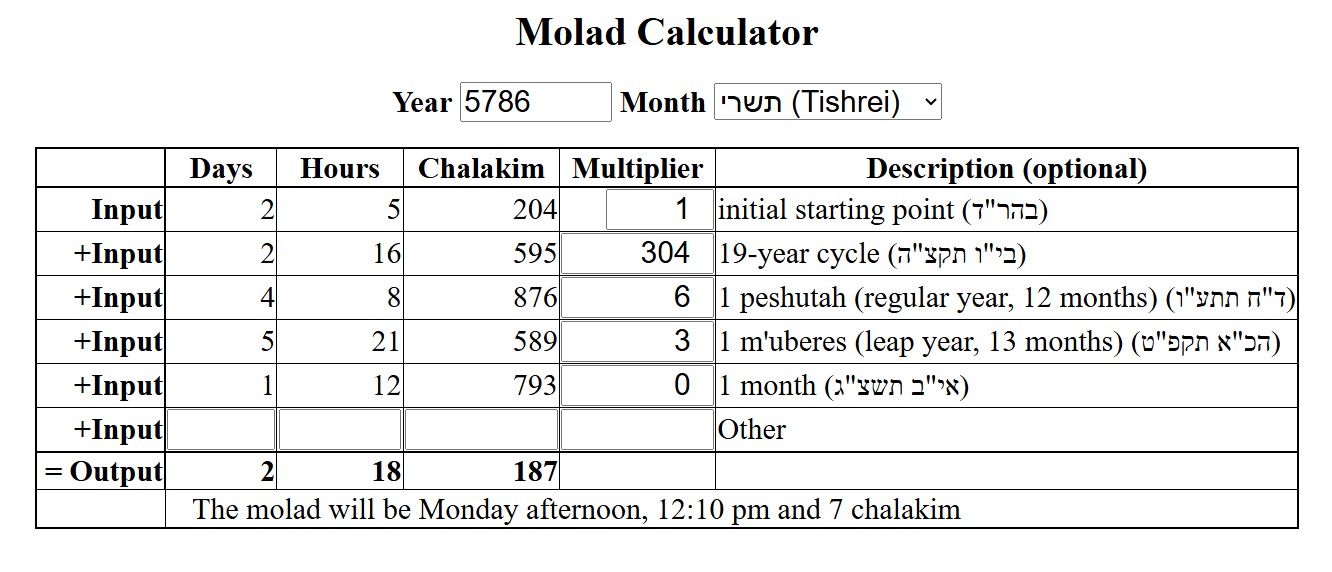 Molad Calculator
Year 5786 Month תשרי (Tishrei)
Days Hours Chalakim Multiplier Description (optional)
Input 2 5 204 1 initial starting point (בהר"ד)
+Input 2 16 595 304 19-year cycle (בי"ו תקצ"ה)
+Input 4 8 876 6 1 peshutah (regular year, 12 months) (ד"ח תתע"ו)
+Input 5 21 589 3 1 m'uberes (leap year, 13 months) (הכ"א תקפ"ט)
+Input 1 12 793 0 1 month (אי"ב תשצ"ג)
+Input Other
= Output 2 18 187
The molad will be Monday afternoon, 12:10 pm and 7 chalakim